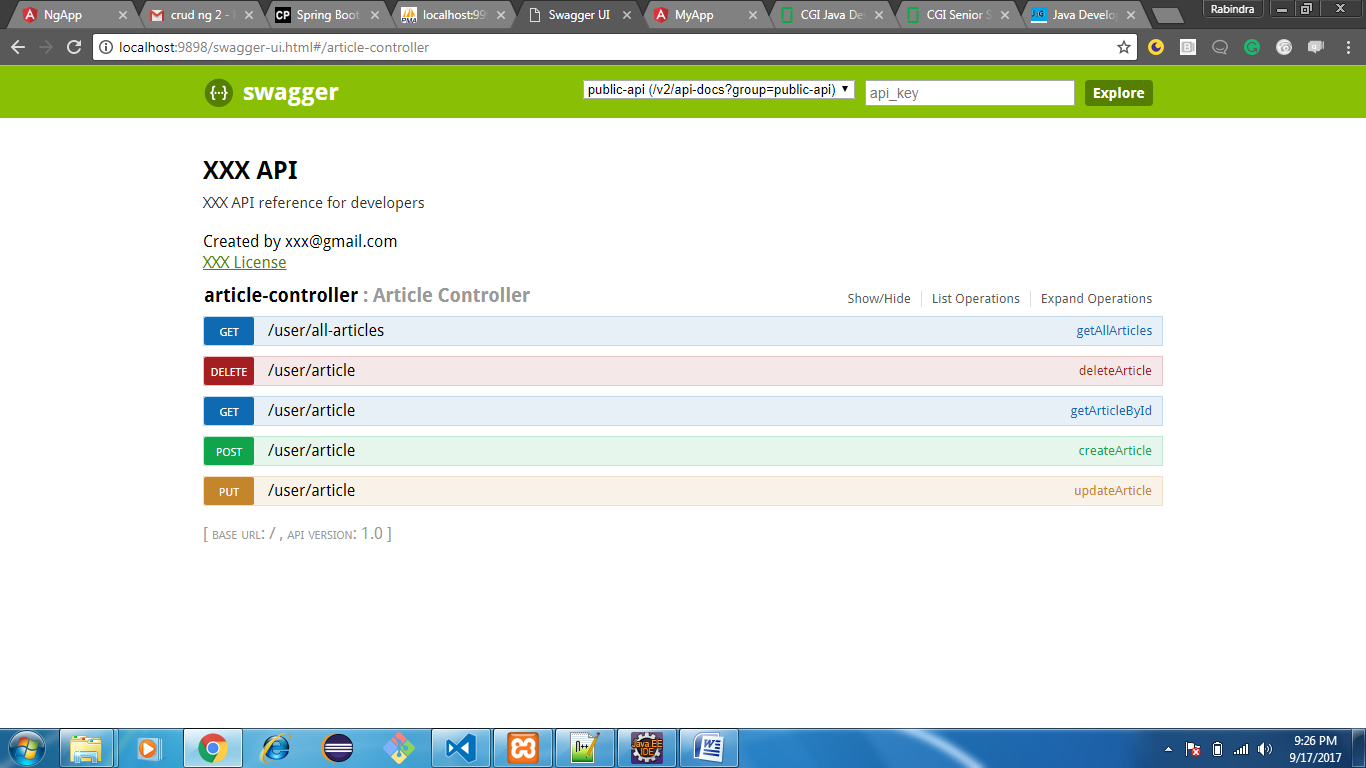 NgApp
crud ng 2 -
Spring Boot
localhost:99
Swagger UI
MyApp
CGI Java De
CGI Senior S
Java Develo
Rabindra
localhost:9898/swagger-ui.html#/article-controller
{···} swagger
public-api (/v2/api-docs?group=public-api)
api_key
Explore
XXX API
XXX API reference for developers
Created by xxx@gmail.com
XXX License
article-controller : Article Controller
Show/Hide
List Operations
Expand Operations
GET /user/all-articles getAllArticles
DELETE /user/article deleteArticle
GET /user/article getArticleById
POST /user/article createArticle
PUT /user/article updateArticle
[ BASE URL: / , API VERSION: 1.0 ]
9:26 PM
9/17/2017